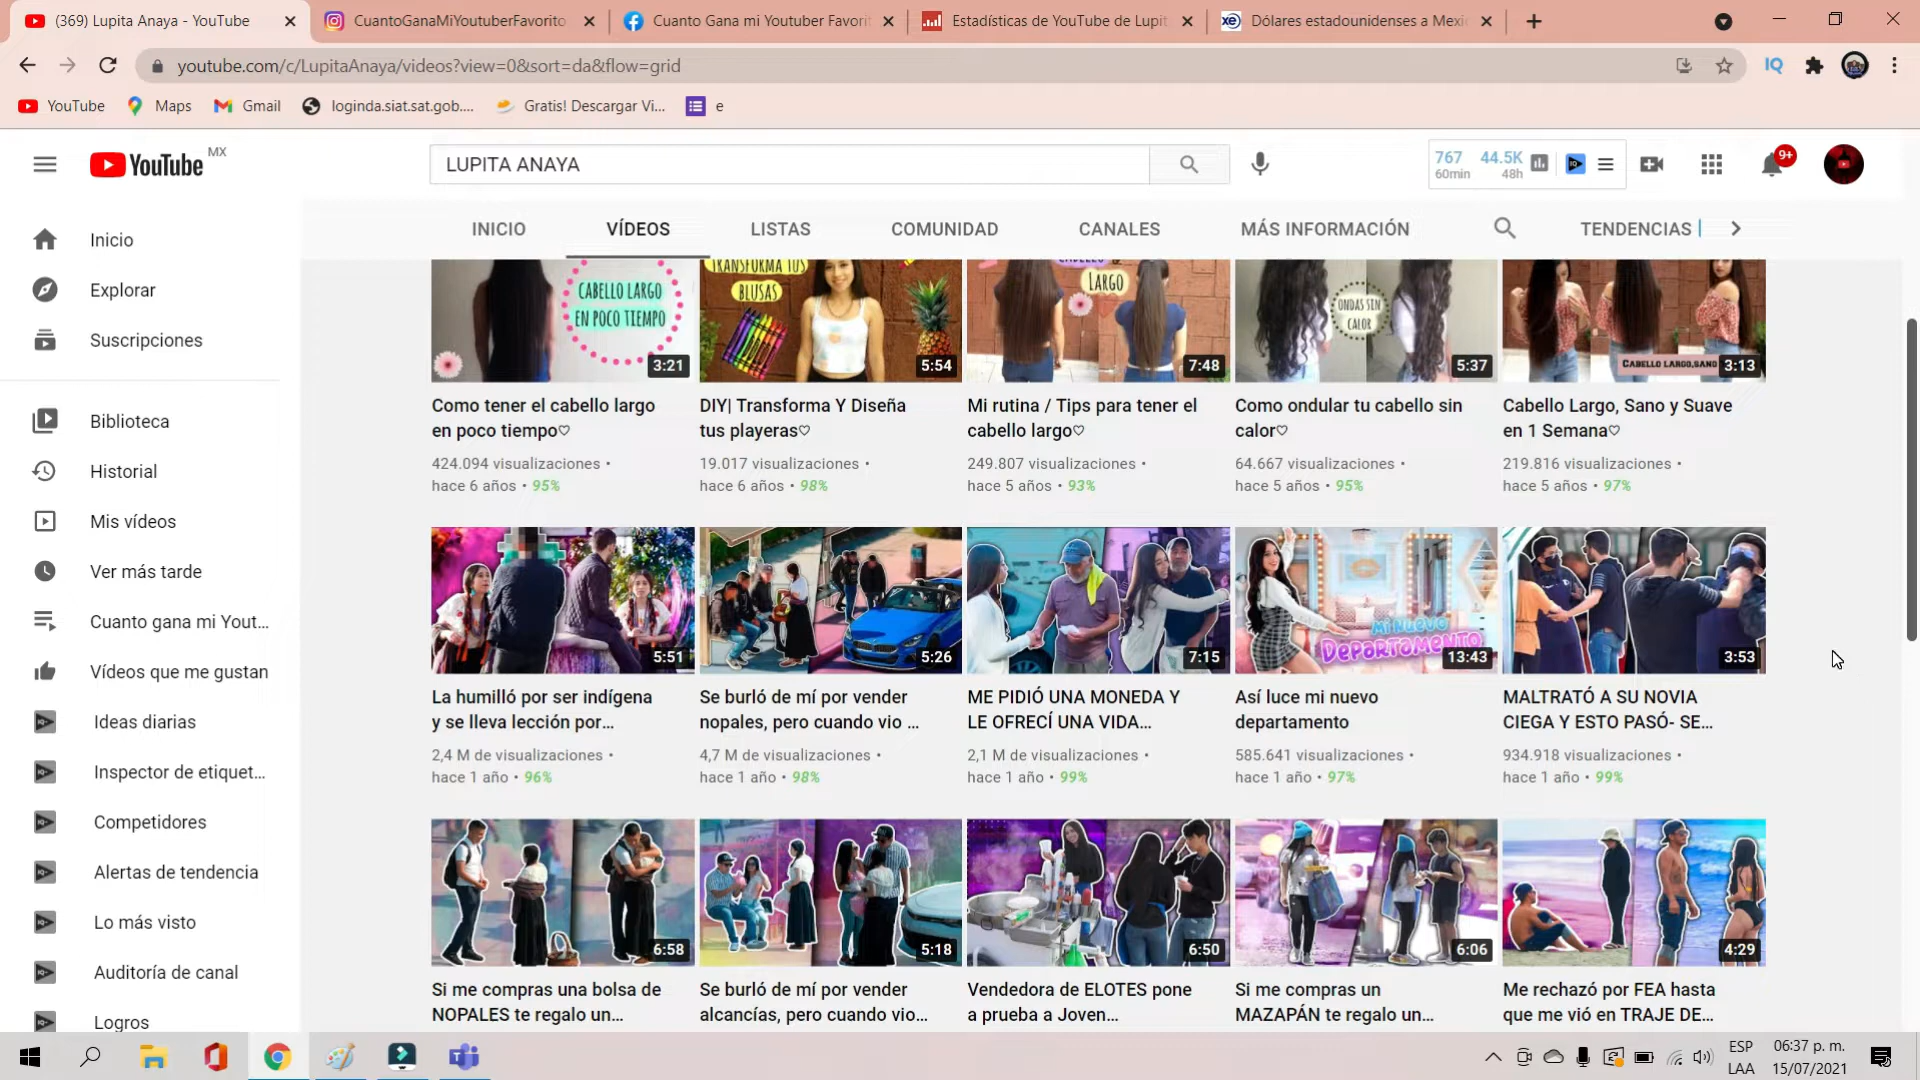 (369) Lupita Anaya - YouTube
CuantoGanaMiYoutuberFavorito
Cuanto Gana mi Youtuber Favorit
Estadísticas de YouTube de Lupit
xe
Dólares estadounidenses a Mexi
youtube.com/c/LupitaAnaya/videos?view=0&sort=da&flow=grid
IQ
YouTube
Maps
Gmail
loginda.siat.sat.gob....
Gratis! Descargar Vi...
e
YouTube MX
LUPITA ANAYA
767 44.5K
60min 48h
9+
INICIO
VÍDEOS
LISTAS
COMUNIDAD
CANALES
MÁS INFORMACIÓN
TENDENCIAS
Inicio
Explorar
Suscripciones
Biblioteca
Historial
Mis vídeos
Ver más tarde
Cuanto gana mi Yout...
Vídeos que me gustan
Ideas diarias
Inspector de etiquet...
Competidores
Alertas de tendencia
Lo más visto
Auditoría de canal
Logros
CABELLO LARGO
EN POCO TIEMPO
3:21
Como tener el cabello largo
en poco tiempo♡
424.094 visualizaciones •
hace 6 años • 95%
TRANSFORMA TUS
BLUSAS
5:54
DIY| Transforma Y Diseña
tus playeras♡
19.017 visualizaciones •
hace 6 años • 98%
LARGO
7:48
Mi rutina / Tips para tener el
cabello largo♡
249.807 visualizaciones •
hace 5 años • 93%
ONDAS SIN
CALOR
5:37
Como ondular tu cabello sin
calor♡
64.667 visualizaciones •
hace 5 años • 95%
CABELLO LARGO,SANO
3:13
Cabello Largo, Sano y Suave
en 1 Semana♡
219.816 visualizaciones •
hace 5 años • 97%
5:51
La humilló por ser indígena
y se lleva lección por...
2,4 M de visualizaciones •
hace 1 año • 96%
5:26
Se burló de mí por vender
nopales, pero cuando vio ...
4,7 M de visualizaciones •
hace 1 año • 98%
7:15
ME PIDIÓ UNA MONEDA Y
LE OFRECÍ UNA VIDA...
2,1 M de visualizaciones •
hace 1 año • 99%
Mi Nuevo
DEPARTAMENTO
13:43
Así luce mi nuevo
departamento
585.641 visualizaciones •
hace 1 año • 97%
3:53
MALTRATÓ A SU NOVIA
CIEGA Y ESTO PASÓ- SE...
934.918 visualizaciones •
hace 1 año • 99%
6:58
Si me compras una bolsa de
NOPALES te regalo un...
5:18
Se burló de mí por vender
alcancías, pero cuando vio...
6:50
Vendedora de ELOTES pone
a prueba a Joven...
6:06
Si me compras un
MAZAPÁN te regalo un...
4:29
Me rechazó por FEA hasta
que me vió en TRAJE DE...
ESP
LAA
06:37 p. m.
15/07/2021